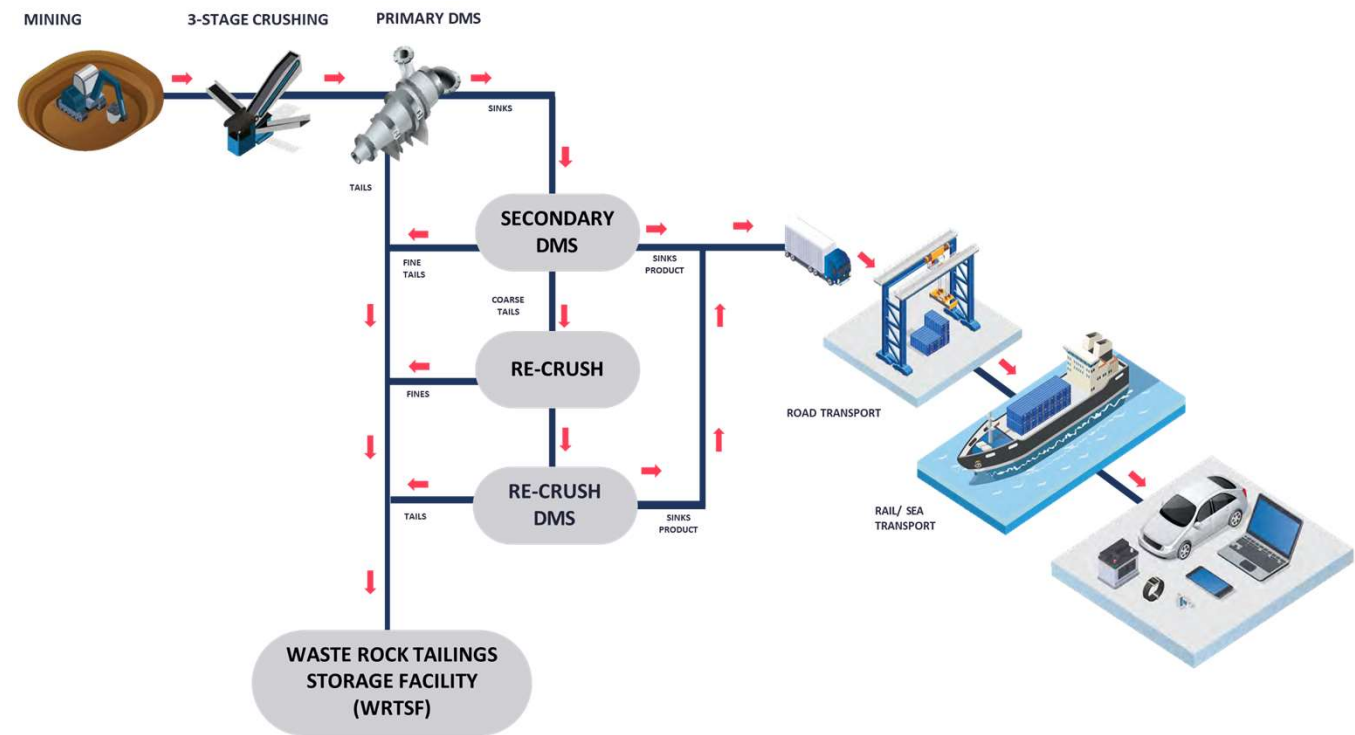 MINING
3-STAGE CRUSHING
PRIMARY DMS
SINKS
TAILS
SECONDARY
DMS
FINE
TAILS
SINKS
PRODUCT
COARSE
TAILS
RE-CRUSH
FINES
ROAD TRANSPORT
RE-CRUSH
DMS
TAILS
SINKS
PRODUCT
RAIL/ SEA
TRANSPORT
WASTE ROCK TAILINGS
STORAGE FACILITY
(WRTSF)